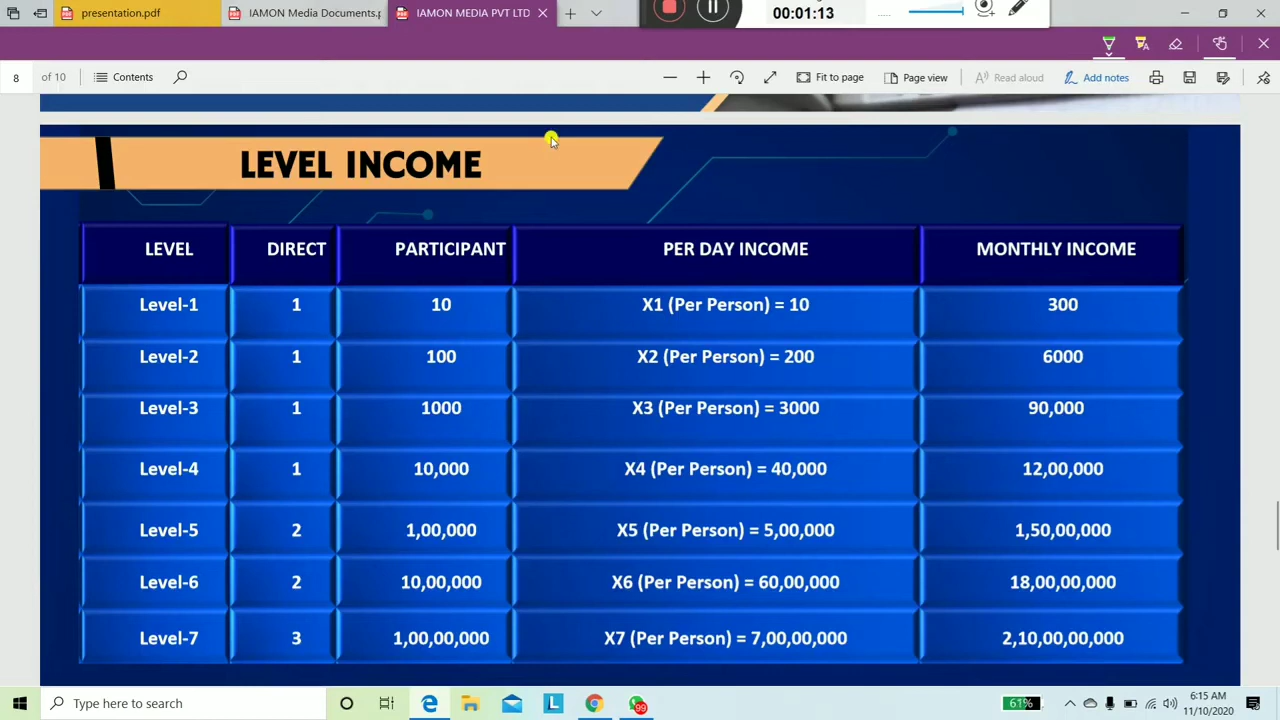 presentation.pdf
IAMON Media Documents.p
IAMON MEDIA PVT LTD
00:01:13
8 of 10
Contents
Fit to page
Page view
Read aloud
Add notes
LEVEL INCOME
LEVEL DIRECT PARTICIPANT PER DAY INCOME MONTHLY INCOME
Level-1 1 10 X1 (Per Person) = 10 300
Level-2 1 100 X2 (Per Person) = 200 6000
Level-3 1 1000 X3 (Per Person) = 3000 90,000
Level-4 1 10,000 X4 (Per Person) = 40,000 12,00,000
Level-5 2 1,00,000 X5 (Per Person) = 5,00,000 1,50,00,000
Level-6 2 10,00,000 X6 (Per Person) = 60,00,000 18,00,00,000
Level-7 3 1,00,00,000 X7 (Per Person) = 7,00,00,000 2,10,00,00,000
Type here to search
L
99
61%
6:15 AM
11/10/2020